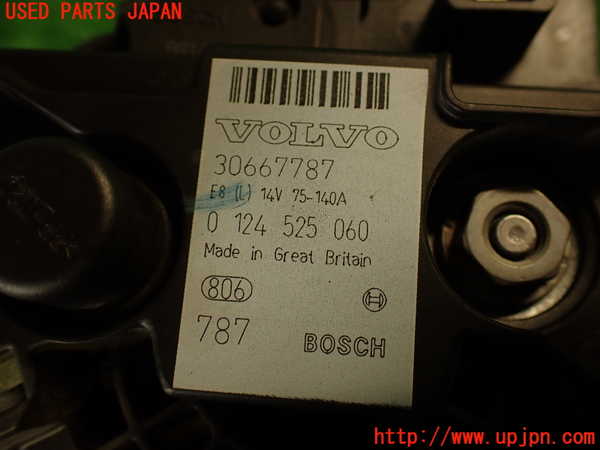 USED PARTS JAPAN
VOLVO
30667787
E8 (L) 14V 75-140A
0 124 525 060
Made in Great Britain
806
787
BOSCH
http://www.upjpn.com/